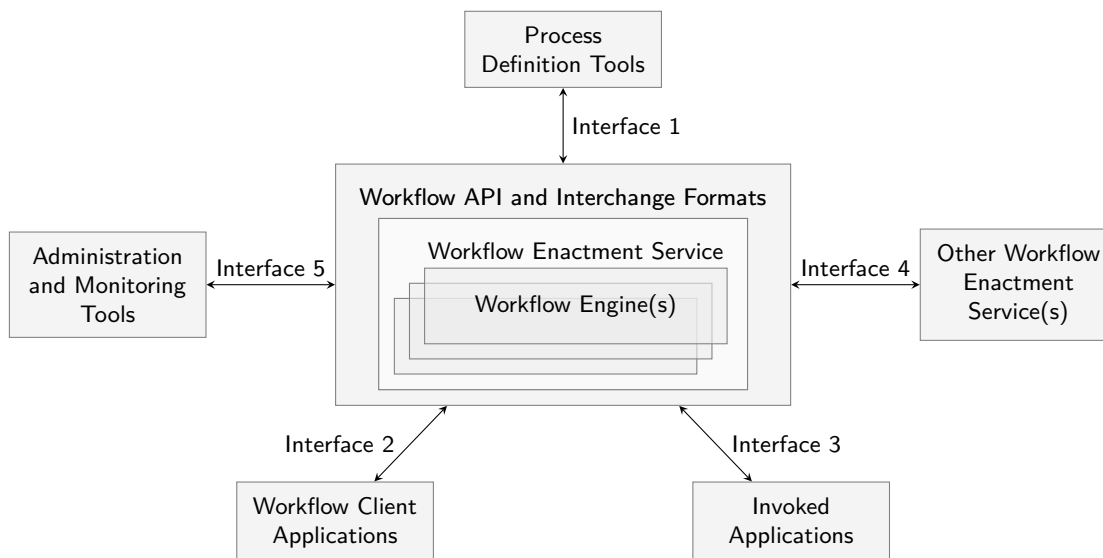 Process
Definition Tools
Interface 1
Workflow API and Interchange Formats
Workflow Enactment Service
Workflow Engine(s)
Administration
and Monitoring
Tools
Interface 5
Interface 4
Other Workflow
Enactment
Service(s)
Interface 2
Interface 3
Workflow Client
Applications
Invoked
Applications